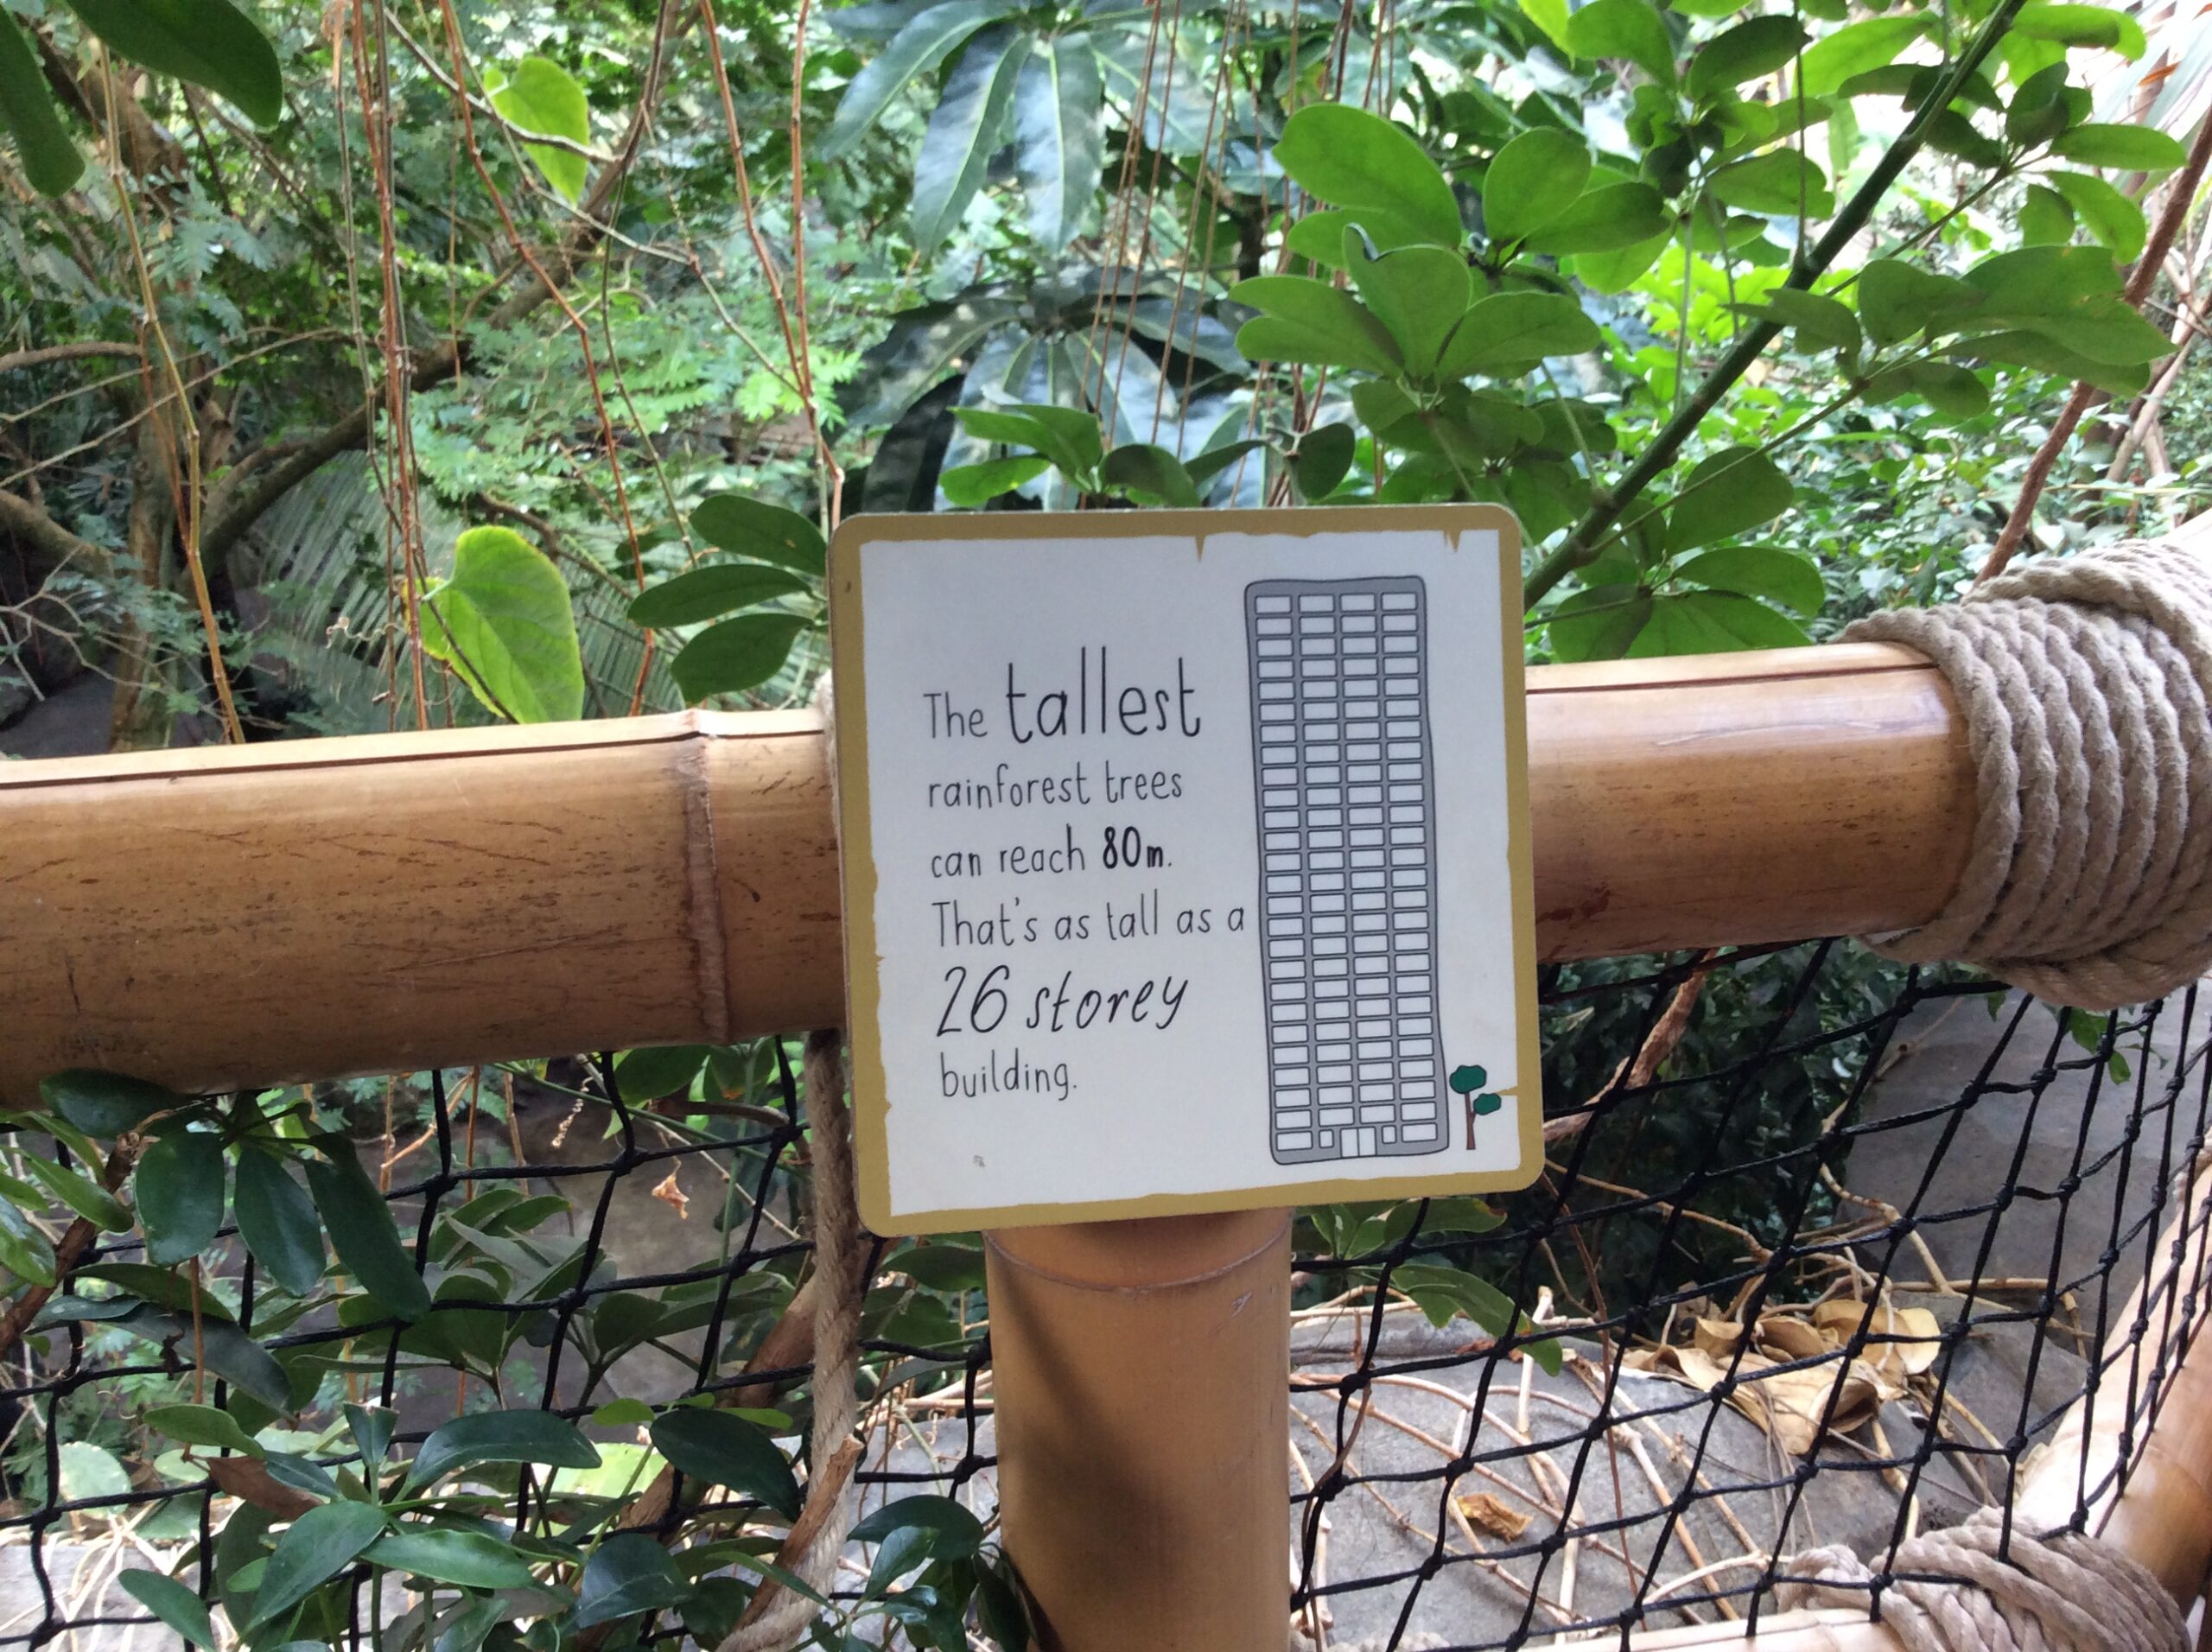 The tallest
rainforest trees
can reach 80m.
That's as tall as a
26 storey
building.